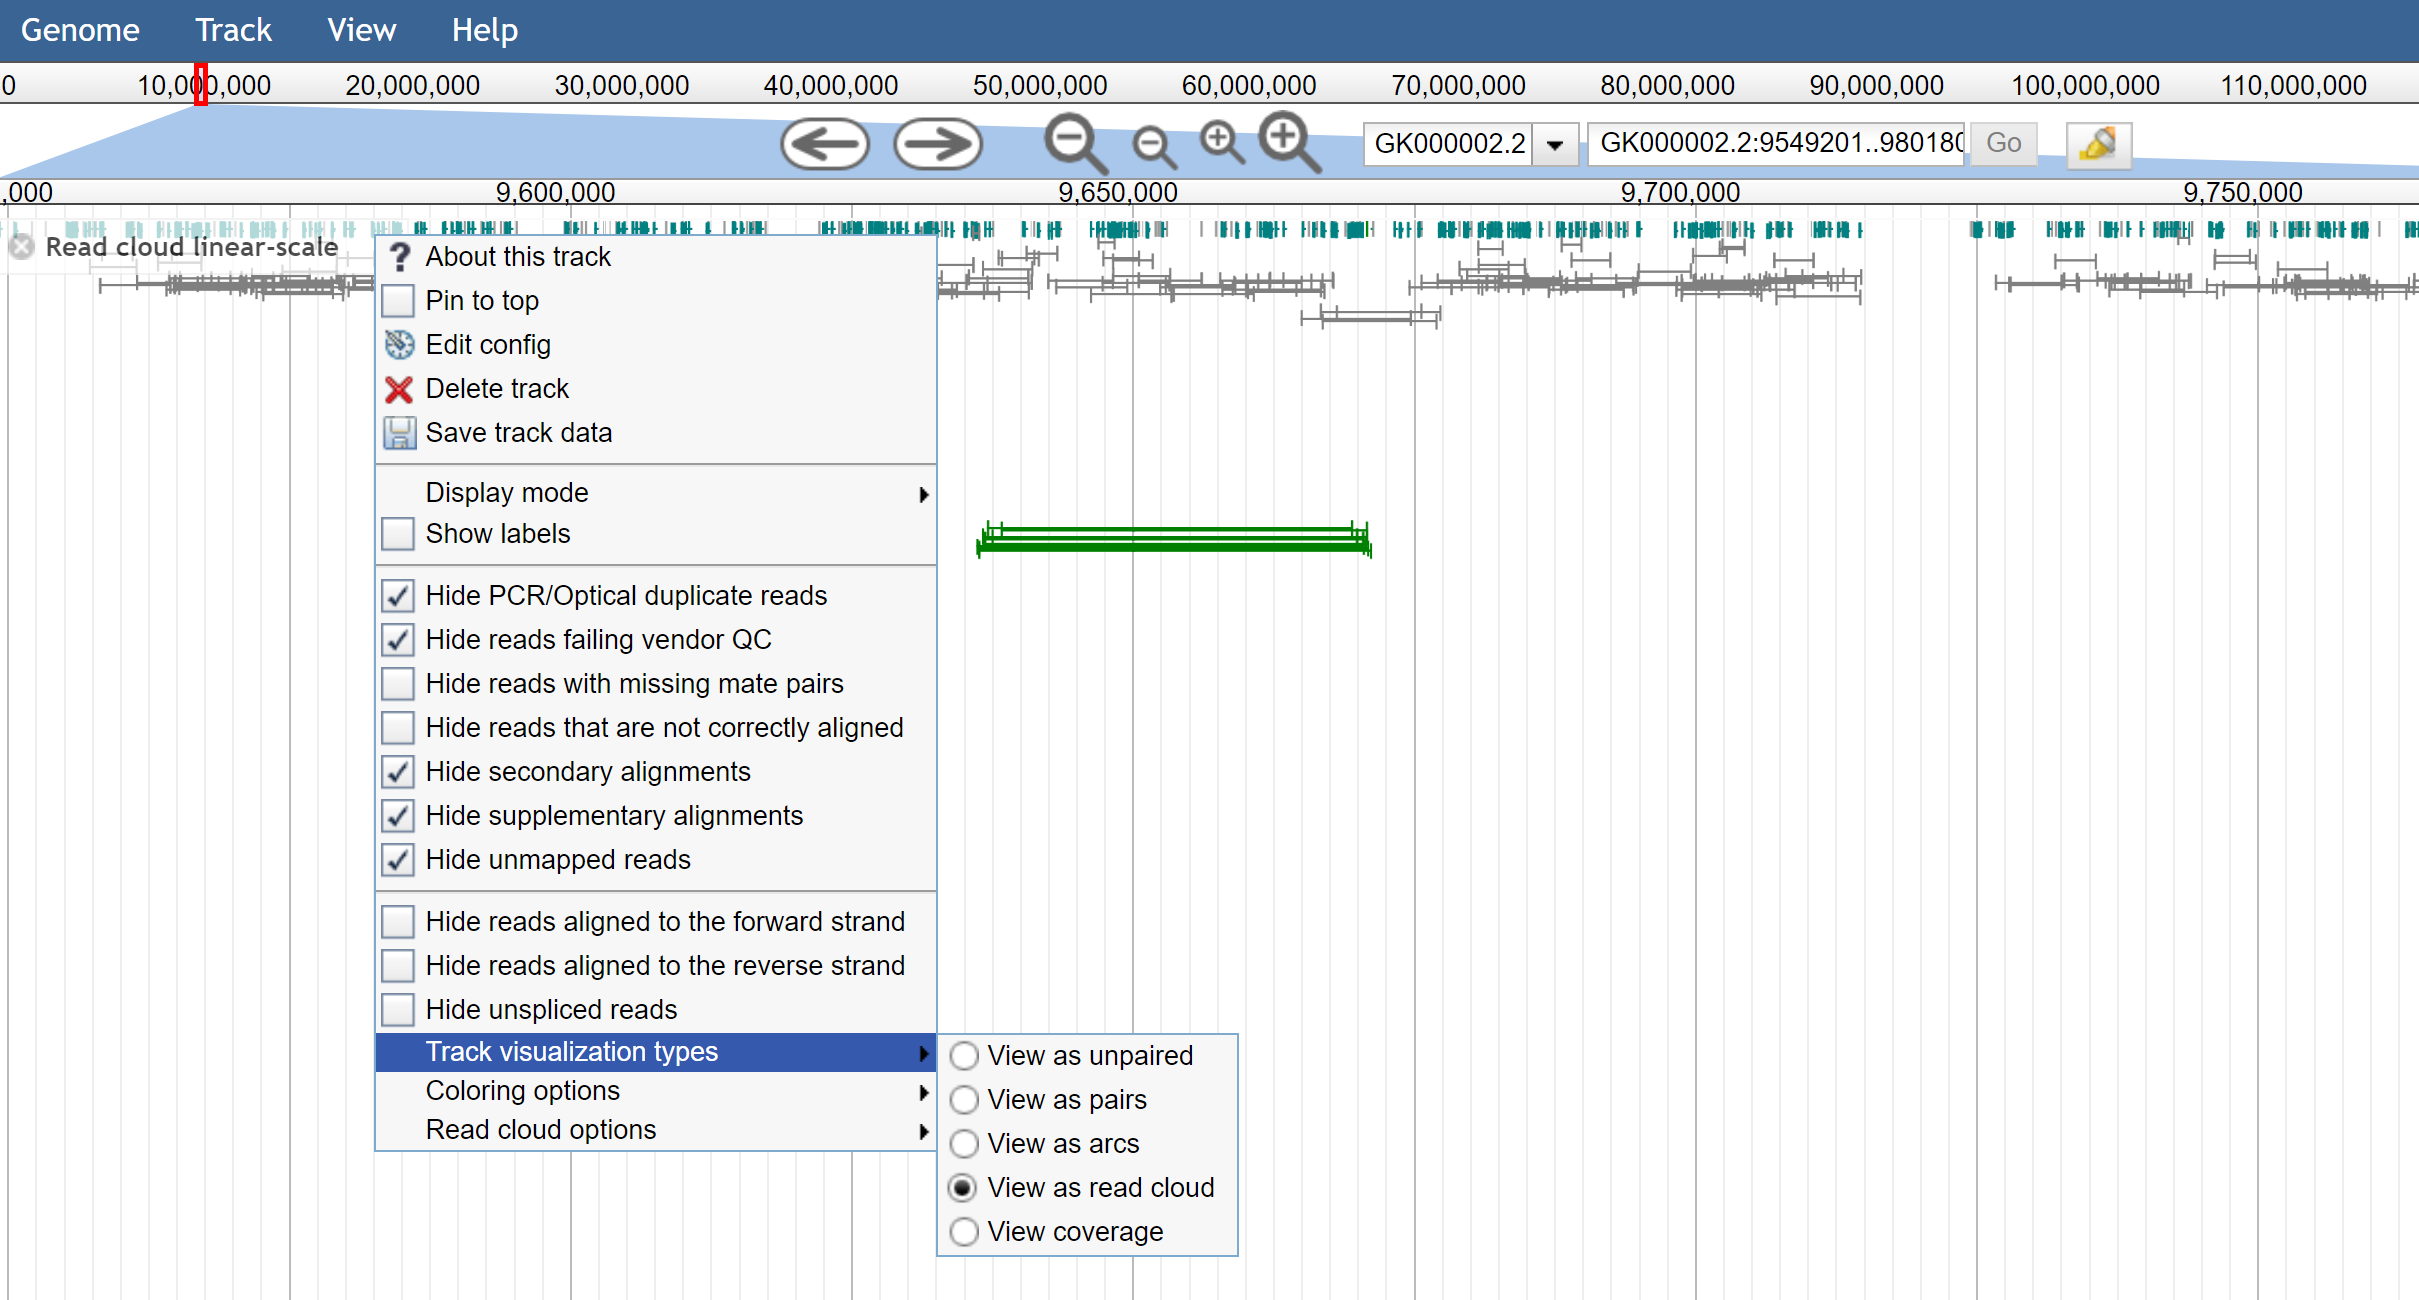 Genome Track View Help
0 10,000,000 20,000,000 30,000,000 40,000,000 50,000,000 60,000,000 70,000,000 80,000,000 90,000,000 100,000,000 110,000,000
GK000002.2 GK000002.2:9549201..980180 Go
,000 9,600,000 9,650,000 9,700,000 9,750,000
Read cloud linear-scale
? About this track
Pin to top
Edit config
Delete track
Save track data
Display mode
Show labels
Hide PCR/Optical duplicate reads
Hide reads failing vendor QC
Hide reads with missing mate pairs
Hide reads that are not correctly aligned
Hide secondary alignments
Hide supplementary alignments
Hide unmapped reads
Hide reads aligned to the forward strand
Hide reads aligned to the reverse strand
Hide unspliced reads
Track visualization types
Coloring options
Read cloud options
View as unpaired
View as pairs
View as arcs
View as read cloud
View coverage